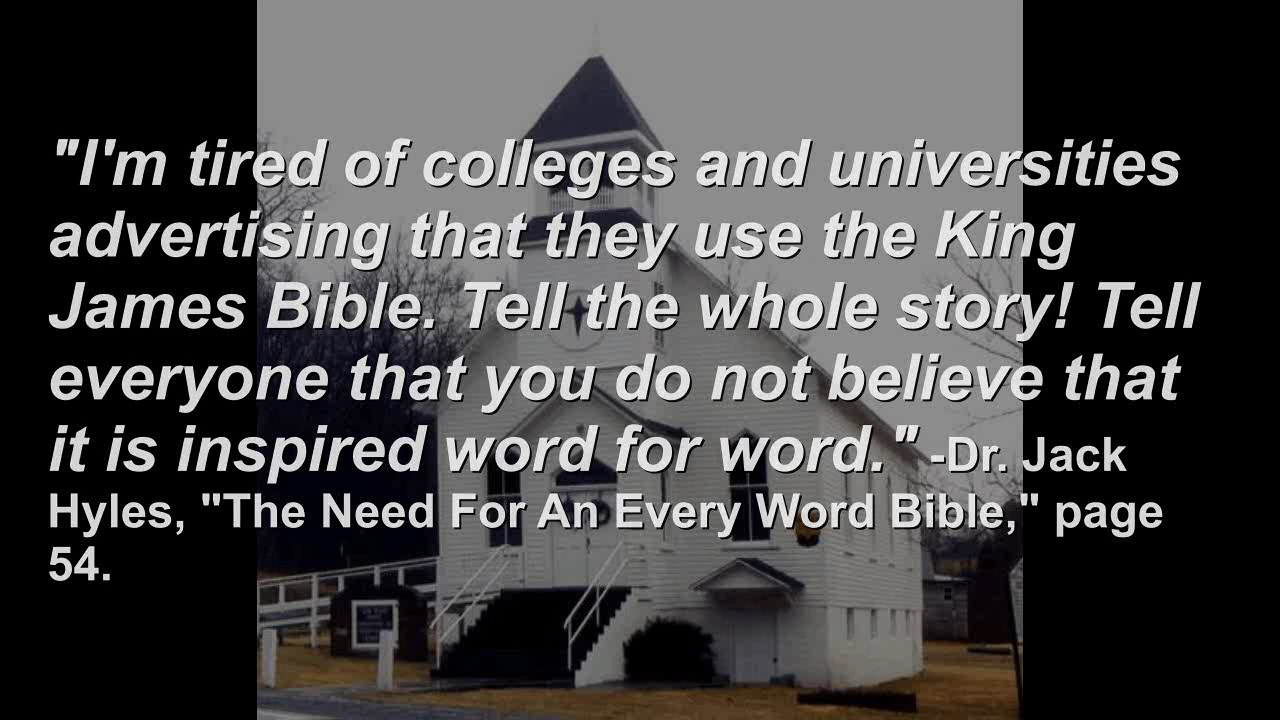 "I'm tired of colleges and universities
advertising that they use the King
James Bible. Tell the whole story! Tell
everyone that you do not believe that
it is inspired word for word." -Dr. Jack
Hyles, "The Need For An Every Word Bible," page
54.